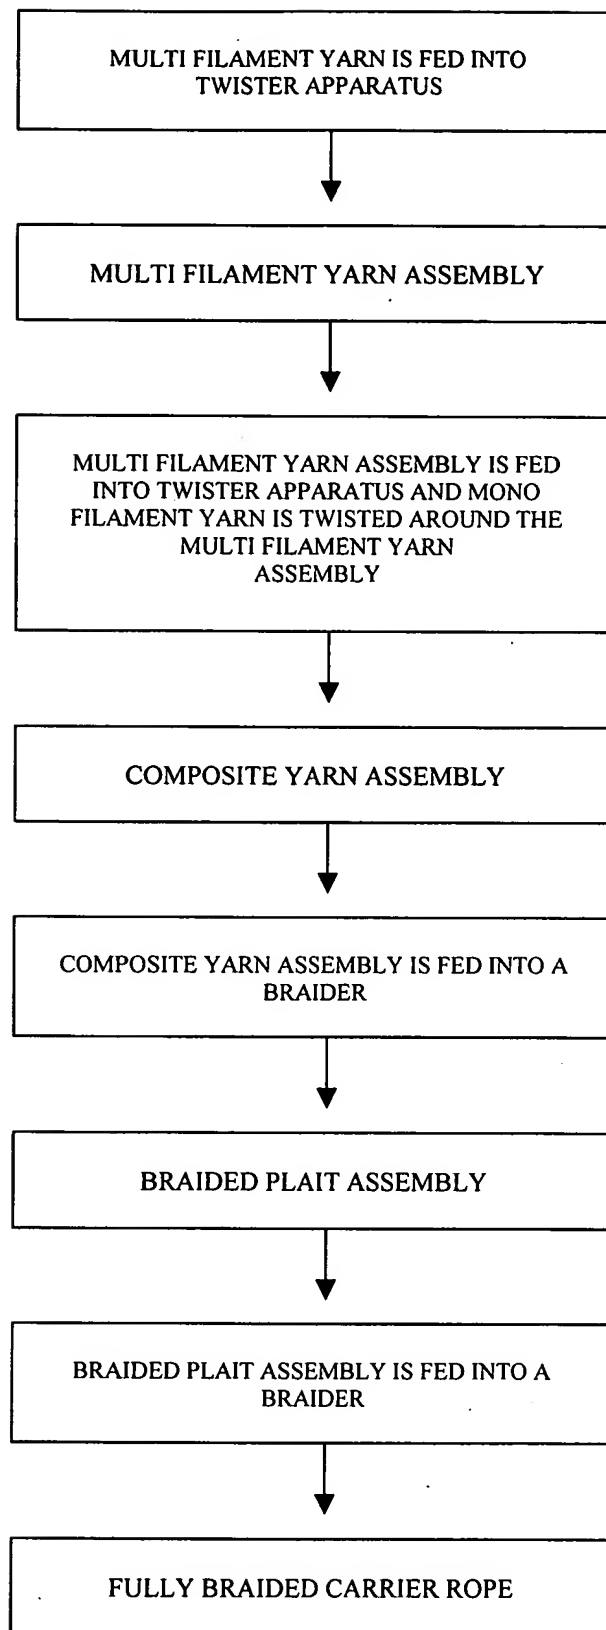 MULTI FILAMENT YARN IS FED INTO
TWISTER APPARATUS
MULTI FILAMENT YARN ASSEMBLY
MULTI FILAMENT YARN ASSEMBLY IS FED
INTO TWISTER APPARATUS AND MONO
FILAMENT YARN IS TWISTED AROUND THE
MULTI FILAMENT YARN
ASSEMBLY
COMPOSITE YARN ASSEMBLY
COMPOSITE YARN ASSEMBLY IS FED INTO A
BRAIDER
BRAIDED PLAIT ASSEMBLY
BRAIDED PLAIT ASSEMBLY IS FED INTO A
BRAIDER
FULLY BRAIDED CARRIER ROPE